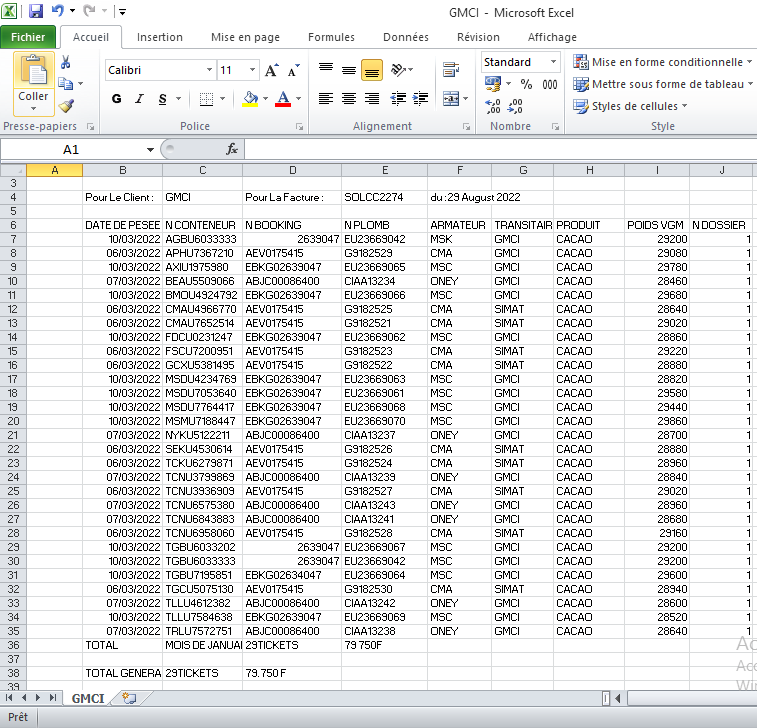 GMCI - Microsoft Excel
Fichier Accueil Insertion Mise en page Formules Données Révision Affichage
Coller
Calibri 11
G I S
Standard
% 000
Mise en forme conditionnelle
Mettre sous forme de tableau
Styles de cellules
Presse-papiers Police Alignement Nombre Style
A1 fx
A B C D E F G H I J
3
4 Pour Le Client : GMCI Pour La Facture : SOLCC2274 du : 29 August 2022
5
6 DATE DE PESEE N CONTENEUR N BOOKING N PLOMB ARMATEUR TRANSITAIR PRODUIT POIDS VGM N DOSSIER
7 10/03/2022 AGBU6033333 2639047 EU23669042 MSK GMCI CACAO 29200 1
8 06/03/2022 APHU7367210 AEV0175415 G9182529 CMA GMCI CACAO 29080 1
9 10/03/2022 AXIU1975980 EBKG02639047 EU23669065 MSC GMCI CACAO 29780 1
10 07/03/2022 BEAU5509066 ABJC00086400 CIAA13234 ONEY GMCI CACAO 28460 1
11 10/03/2022 BMOU4924792 EBKG02639047 EU23669066 MSC GMCI CACAO 29680 1
12 06/03/2022 CMAU4966770 AEV0175415 G9182525 CMA SIMAT CACAO 28640 1
13 06/03/2022 CMAU7652514 AEV0175415 G9182521 CMA SIMAT CACAO 29020 1
14 10/03/2022 FDCU0231247 EBKG02639047 EU23669062 MSC GMCI CACAO 28860 1
15 06/03/2022 FSCU7200951 AEV0175415 G9182523 CMA SIMAT CACAO 29220 1
16 06/03/2022 GCXU5381495 AEV0175415 G9182522 CMA SIMAT CACAO 28880 1
17 10/03/2022 MSDU4234769 EBKG02639047 EU23669063 MSC GMCI CACAO 28820 1
18 10/03/2022 MSDU7053640 EBKG02639047 EU23669061 MSC GMCI CACAO 29580 1
19 10/03/2022 MSDU7764417 EBKG02639047 EU23669068 MSC GMCI CACAO 29440 1
20 10/03/2022 MSMU7188447 EBKG02639047 EU23669070 MSC GMCI CACAO 29860 1
21 07/03/2022 NYKU5122211 ABJC00086400 CIAA13237 ONEY GMCI CACAO 28700 1
22 06/03/2022 SEKU4530614 AEV0175415 G9182526 CMA SIMAT CACAO 28880 1
23 06/03/2022 TCKU6279871 AEV0175415 G9182524 CMA SIMAT CACAO 28960 1
24 07/03/2022 TCNU3799869 ABJC00086400 CIAA13239 ONEY GMCI CACAO 28840 1
25 06/03/2022 TCNU3936909 AEV0175415 G9182527 CMA SIMAT CACAO 29020 1
26 07/03/2022 TCNU6575380 ABJC00086400 CIAA13243 ONEY GMCI CACAO 28960 1
27 07/03/2022 TCNU6843883 ABJC00086400 CIAA13241 ONEY GMCI CACAO 28680 1
28 06/03/2022 TCNU6958060 AEV0175415 G9182528 CMA SIMAT CACAO 29160 1
29 10/03/2022 TGBU6033202 2639047 EU23669067 MSC GMCI CACAO 29200 1
30 10/03/2022 TGBU6033333 2639047 EU23669042 MSC GMCI CACAO 29200 1
31 10/03/2022 TGBU7195851 EBKG02634047 EU23669064 MSC GMCI CACAO 29600 1
32 06/03/2022 TGCU5075130 AEV0175415 G9182530 CMA SIMAT CACAO 28940 1
33 07/03/2022 TLLU4612382 ABJC00086400 CIAA13242 ONEY GMCI CACAO 28600 1
34 10/03/2022 TLLU7584638 EBKG02639047 EU23669069 MSC GMCI CACAO 28520 1
35 07/03/2022 TRLU7572751 ABJC00086400 CIAA13238 ONEY GMCI CACAO 28640 1
36 TOTAL MOIS DE JANUAI 29TICKETS 79 750F
37
38 TOTAL GENERA 29TICKETS 79.750 F
39
GMCI
Prêt